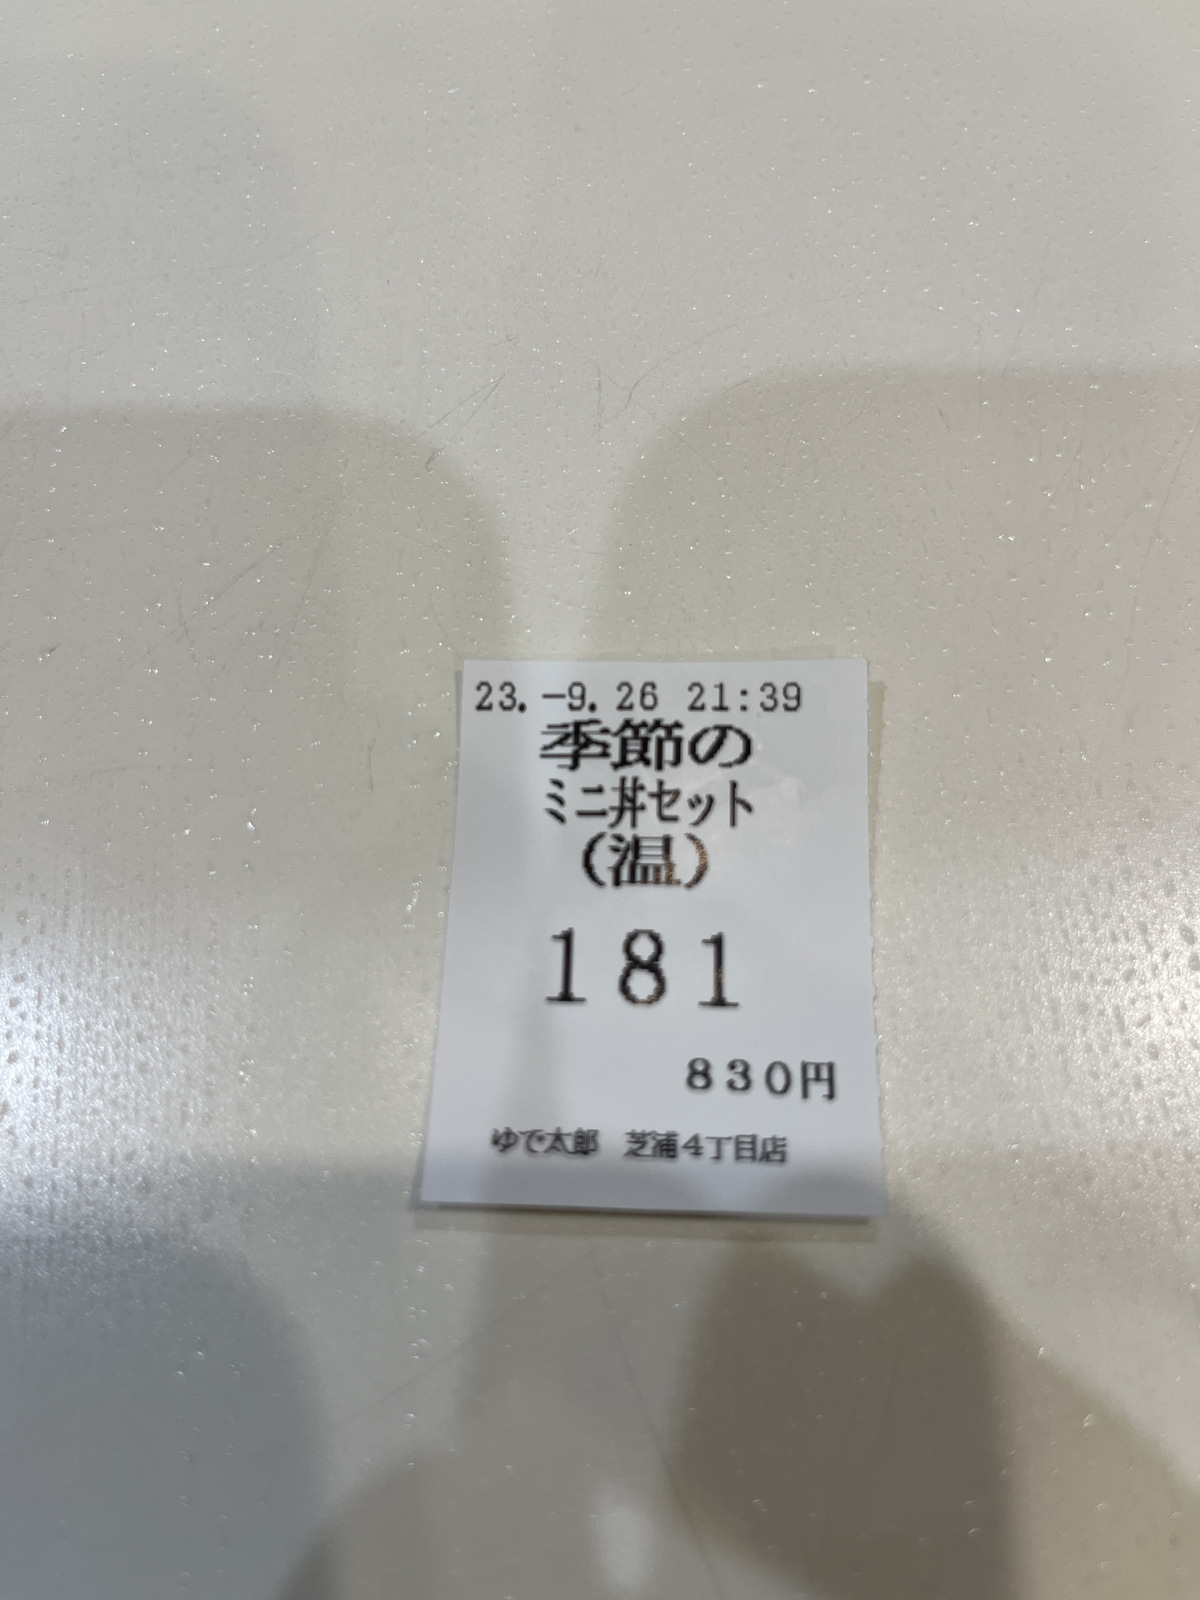 23.-9.26 21:39
季節の
ミニ丼セット
(温)
181
830円
ゆで太郎 芝浦4丁目店